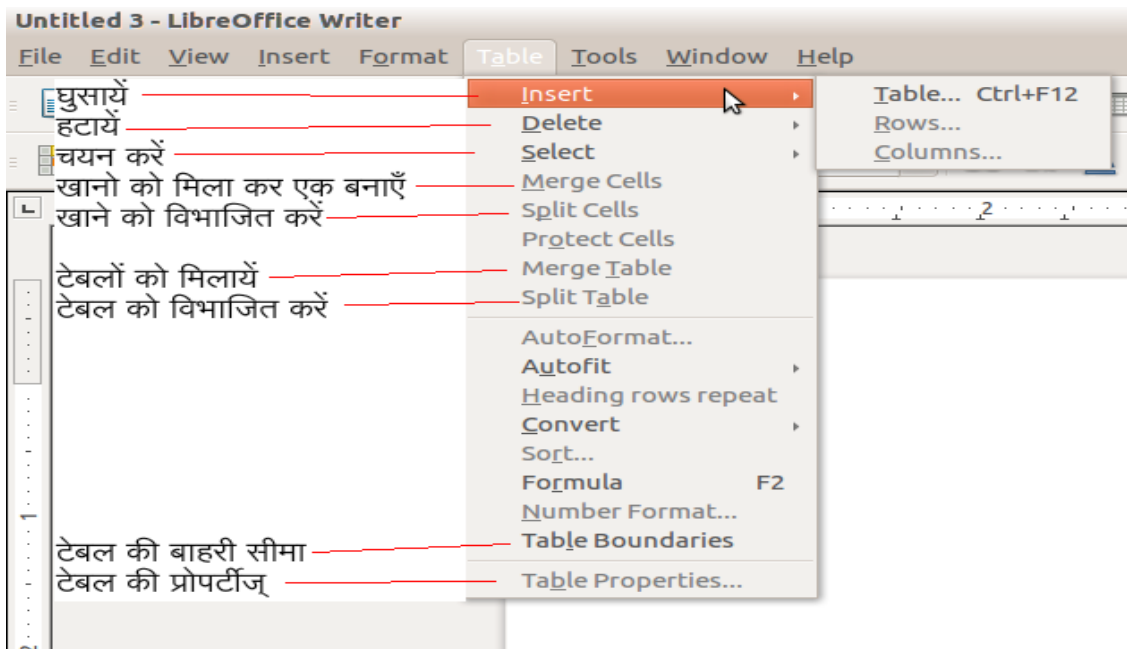 Untitled 3 - LibreOffice Writer
File Edit View Insert Format Table Tools Window Help
घुसायें Insert Table... Ctrl+F12
हटायें Delete Rows...
चयन करें Select Columns...
खानो को मिला कर एक बनाएँ Merge Cells
खाने को विभाजित करें Split Cells 2
Protect Cells
टेबलों को मिलायें Merge Table
टेबल को विभाजित करें Split Table
AutoFormat...
Autofit
Heading rows repeat
Convert
Sort...
Formula F2
Number Format...
1
टेबल की बाहरी सीमा Table Boundaries
टेबल की प्रोपर्टीज् Table Properties...